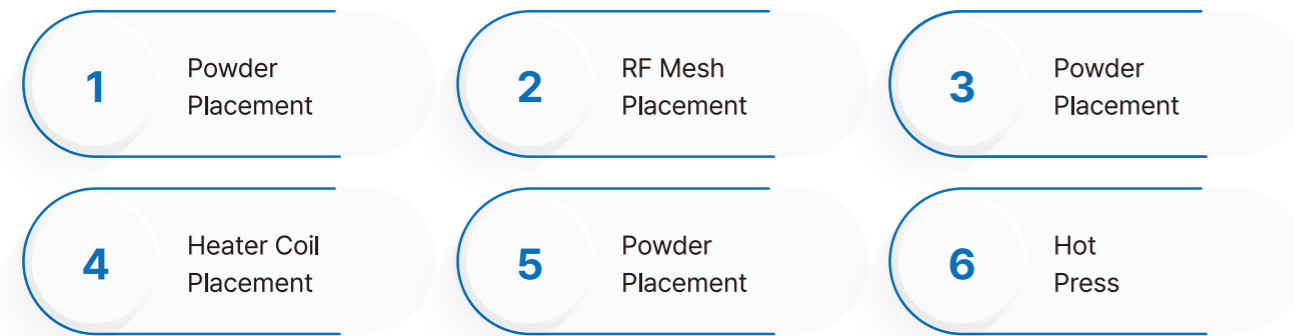 1
Powder
Placement
2
RF Mesh
Placement
3
Powder
Placement
4
Heater Coil
Placement
5
Powder
Placement
6
Hot
Press